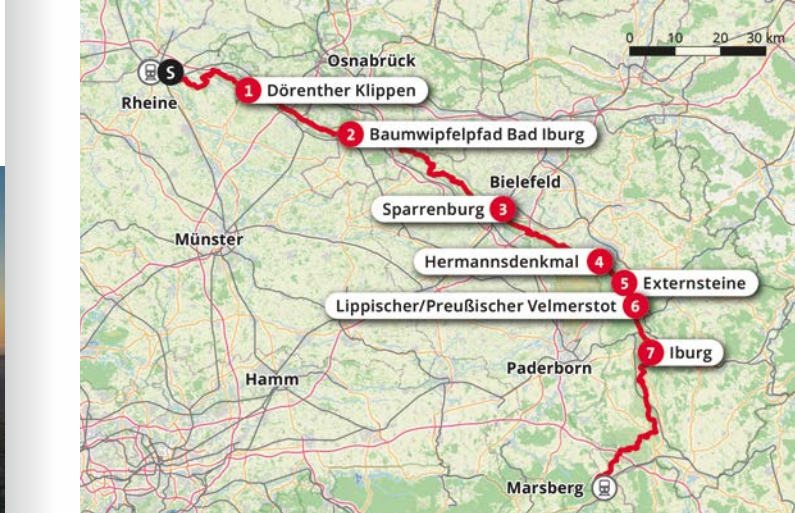 0 10 20 30 km
Osnabrück
S
Rheine
1 Dörenther Klippen
2 Baumwipfelpfad Bad Iburg
Bielefeld
Sparrenburg 3
Münster
Hermannsdenkmal 4
5 Externsteine
Lippischer/Preußischer Velmerstot 6
7 Iburg
Paderborn
Hamm
Marsberg